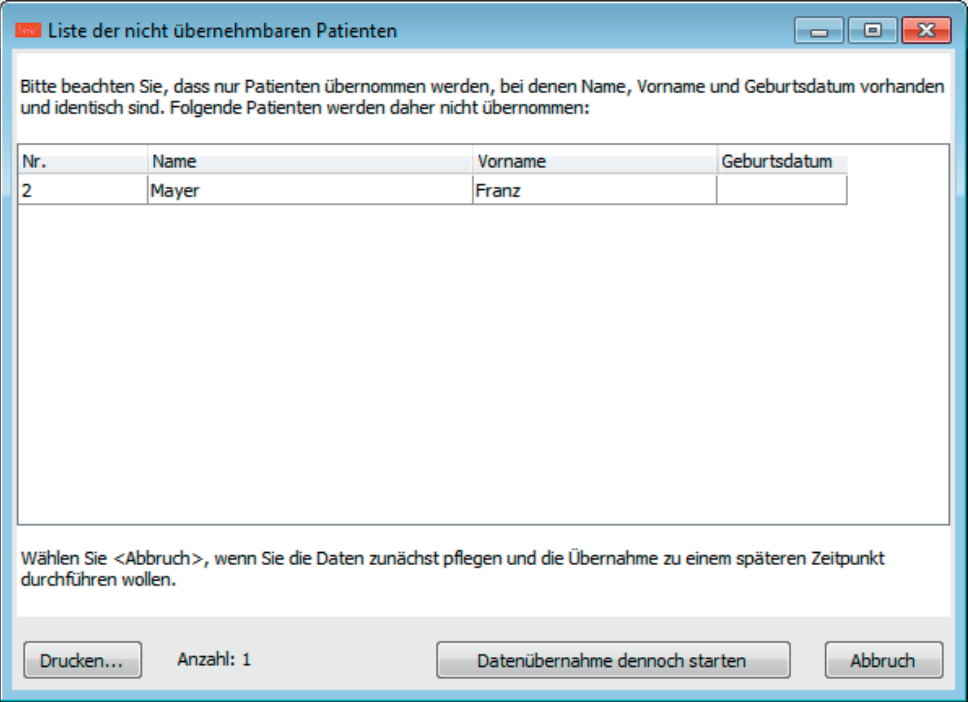 Liste der nicht übernehmbaren Patienten
Bitte beachten Sie, dass nur Patienten übernommen werden, bei denen Name, Vorname und Geburtsdatum vorhanden
und identisch sind. Folgende Patienten werden daher nicht übernommen:
Nr. Name Vorname Geburtsdatum
2 Mayer Franz
Wählen Sie <Abbruch>, wenn Sie die Daten zunächst pflegen und die Übernahme zu einem späteren Zeitpunkt
durchführen wollen.
Drucken... Anzahl: 1 Datenübernahme dennoch starten Abbruch